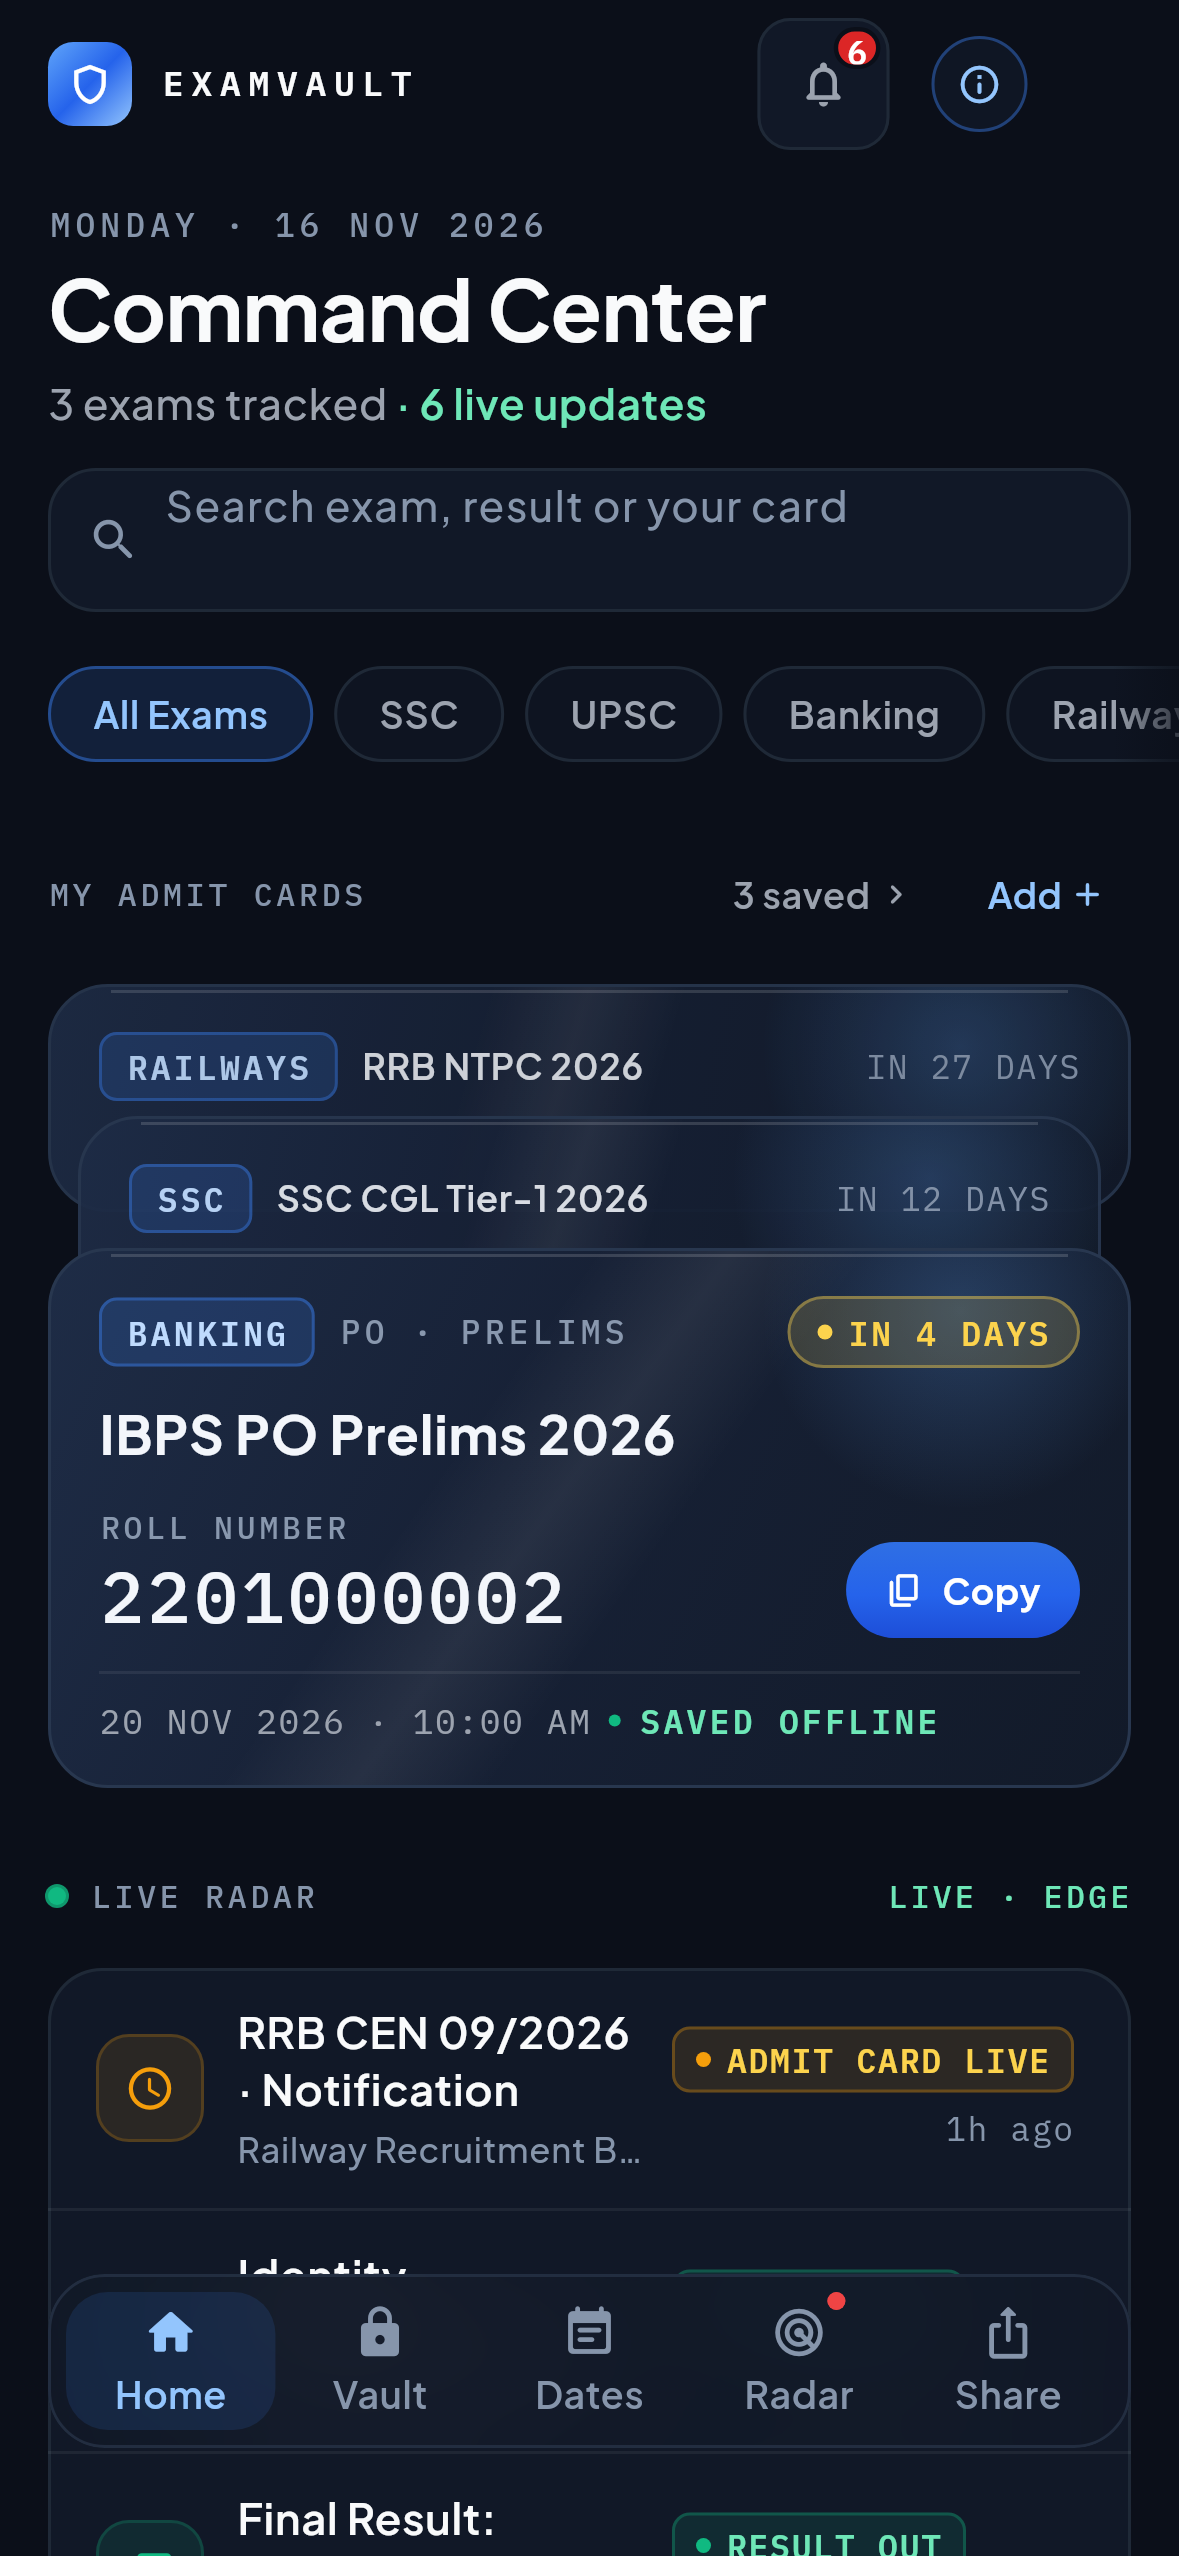 EXAMVAULT
6
MONDAY · 16 NOV 2026
Command Center
3 exams tracked · 6 live updates
Search exam, result or your card
All Exams
SSC
UPSC
Banking
Railway
MY ADMIT CARDS
3 saved >
Add +
RAILWAYS
RRB NTPC 2026
IN 27 DAYS
SSC
SSC CGL Tier-1 2026
IN 12 DAYS
BANKING
PO · PRELIMS
IN 4 DAYS
IBPS PO Prelims 2026
ROLL NUMBER
2201000002
Copy
20 NOV 2026 · 10:00 AM • SAVED OFFLINE
LIVE RADAR
LIVE · EDGE
RRB CEN 09/2026
· Notification
Railway Recruitment B...
ADMIT CARD LIVE
1h ago
Identity
Home
Vault
Dates
Radar
Share
Final Result:
RESULT OUT